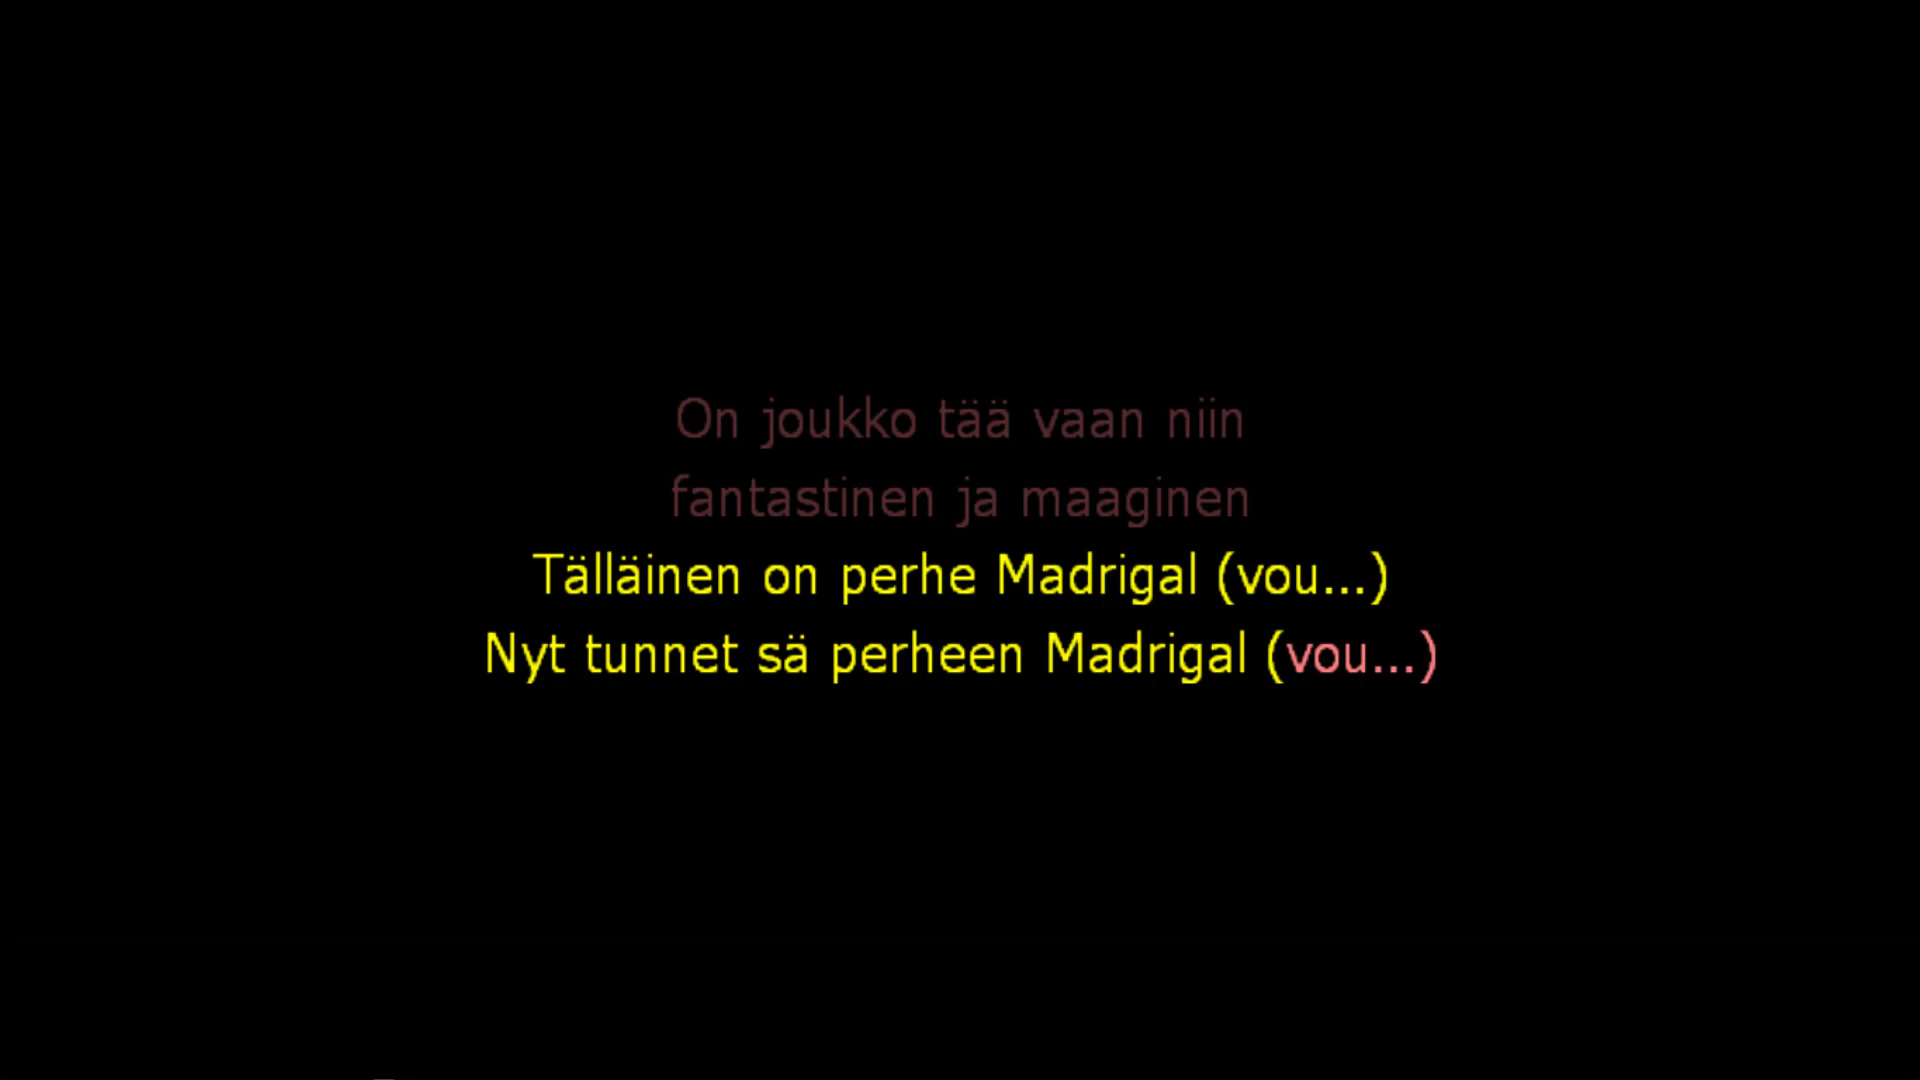 On joukko tää vaan niin
fantastinen ja maaginen
Tälläinen on perhe Madrigal (vou...)
Nyt tunnet sä perheen Madrigal (vou...)